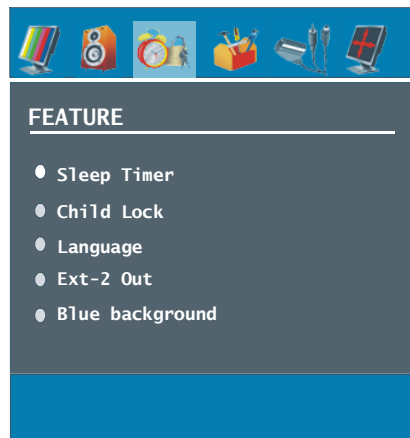 FEATURE
Sleep Timer
Child Lock
Language
Ext-2 Out
Blue background